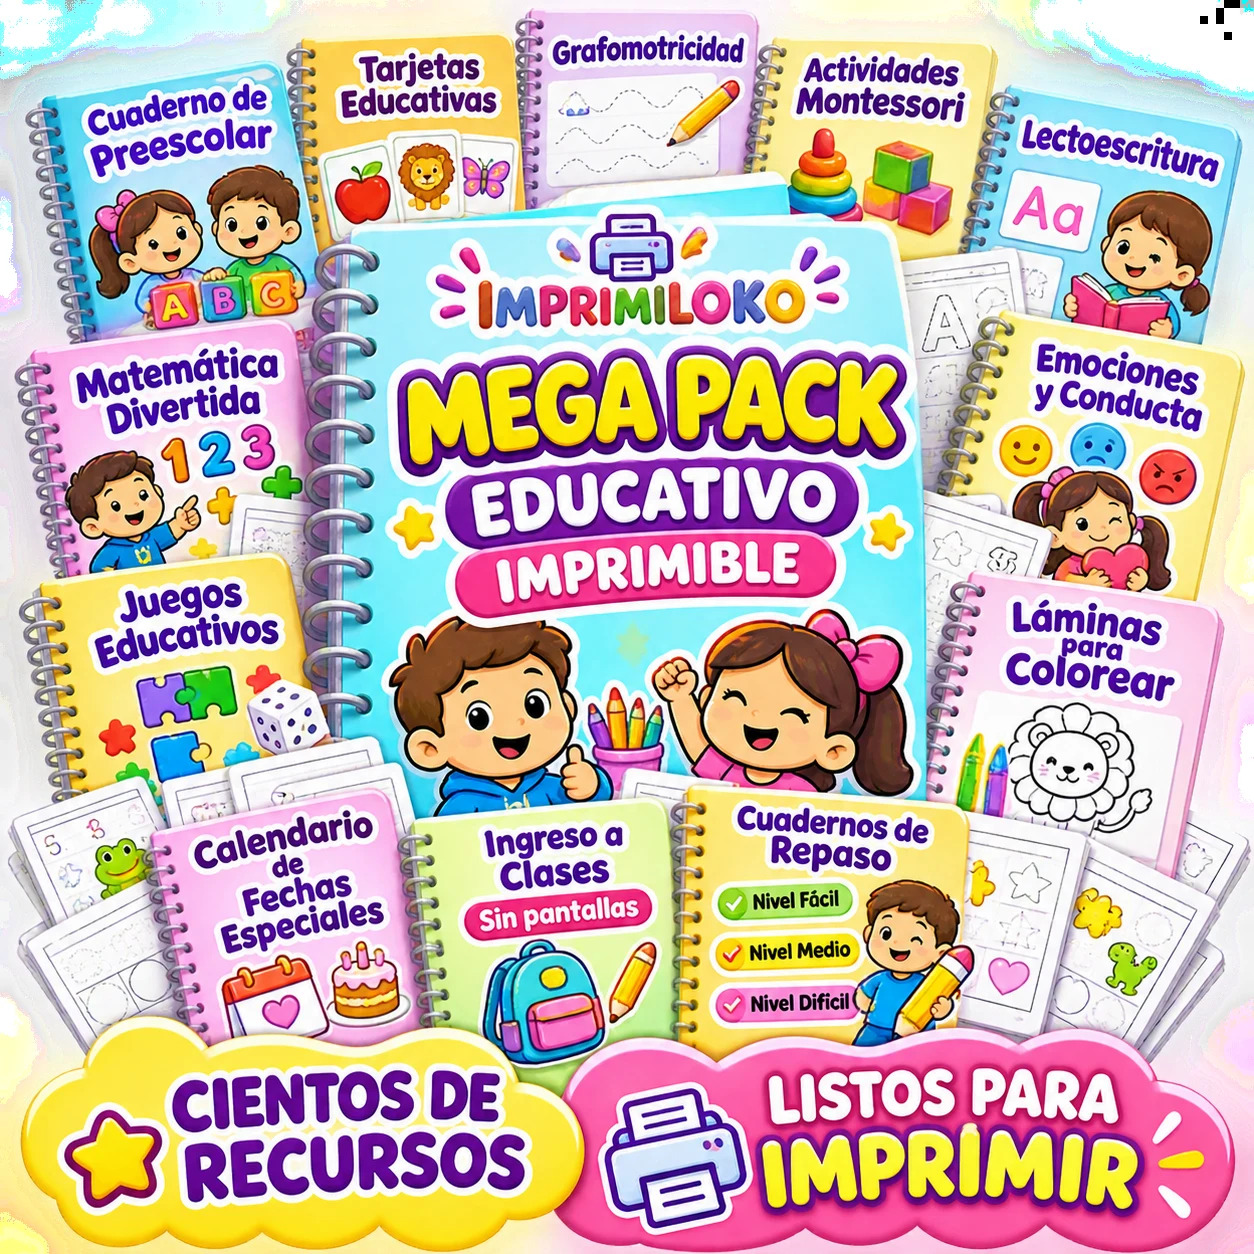 Cuaderno de
Preescolar
A B C
Tarjetas
Educativas
Grafomotricidad
Actividades
Montessori
Lectoescritura
Aa
IMPRIMILOKO
MEGA PACK
EDUCATIVO
IMPRIMIBLE
Matemática
Divertida
1 2 3
A
Emociones
y Conducta
Juegos
Educativos
Láminas
para
Colorear
S B
Calendario
de
Fechas
Especiales
Ingreso a
Clases
Sin pantallas
Cuadernos de
Repaso
Nivel Fácil
Nivel Medio
Nivel Dificil
CIENTOS DE
RECURSOS
LISTOS PARA
IMPRIMIR